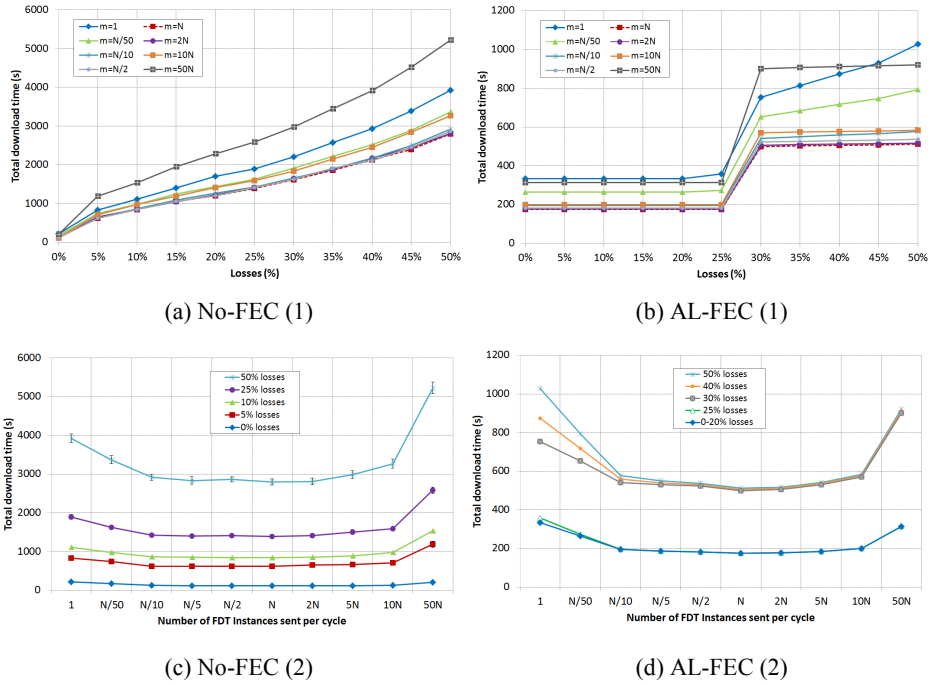 6000
5000
4000
3000
2000
1000
0
Total download time (s)
m=1 m=N
m=N/50 m=2N
m=N/10 m=10N
m=N/2 m=50N
0% 5% 10% 15% 20% 25% 30% 35% 40% 45% 50%
Losses (%)
(a) No-FEC (1)
1200
1000
800
600
400
200
0
Total download time (s)
m=1 m=N
m=N/50 m=2N
m=N/10 m=10N
m=N/2 m=50N
0% 5% 10% 15% 20% 25% 30% 35% 40% 45% 50%
Losses (%)
(b) AL-FEC (1)
6000
5000
4000
3000
2000
1000
0
Total download time (s)
50% losses
25% losses
10% losses
5% losses
0% losses
1 N/50 N/10 N/5 N/2 N 2N 5N 10N 50N
Number of FDT Instances sent per cycle
(c) No-FEC (2)
1200
1000
800
600
400
200
0
Total download time (s)
50% losses
40% losses
30% losses
25% losses
0-20% losses
1 N/50 N/10 N/5 N/2 N 2N 5N 10N 50N
Number of FDT Instances sent per cycle
(d) AL-FEC (2)